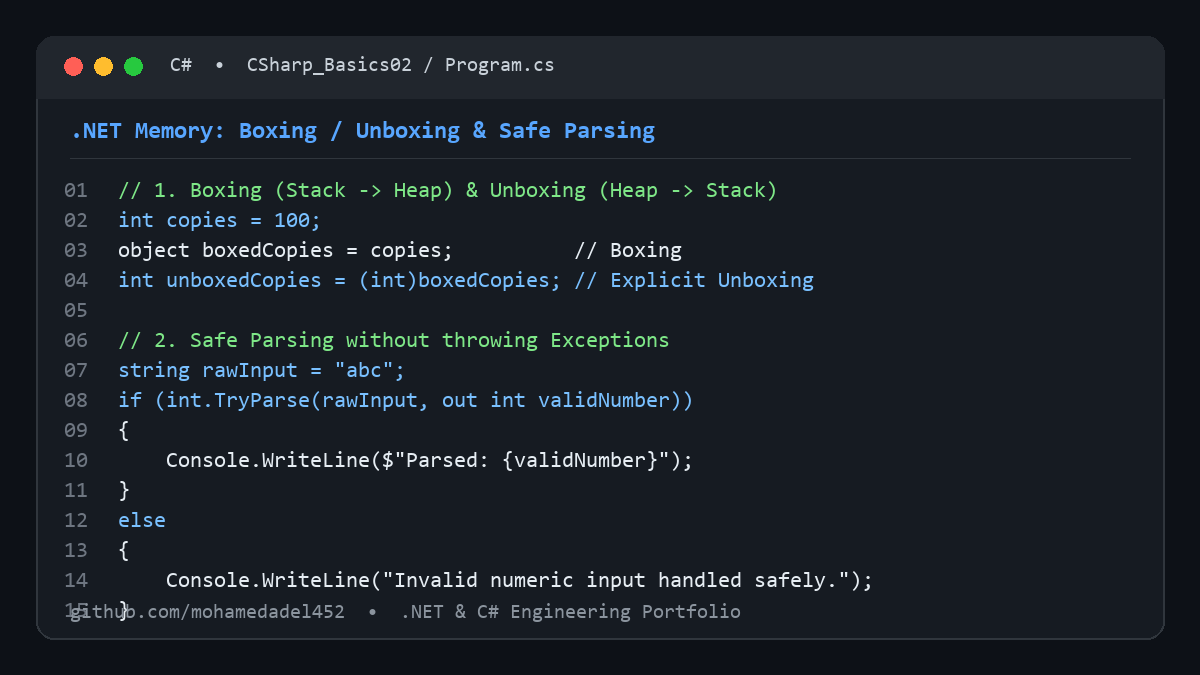 C# • CSharp_Basics02 / Program.cs
.NET Memory: Boxing / Unboxing & Safe Parsing
01 // 1. Boxing (Stack -> Heap) & Unboxing (Heap -> Stack)
02 int copies = 100;
03 object boxedCopies = copies;          // Boxing
04 int unboxedCopies = (int)boxedCopies; // Explicit Unboxing
05
06 // 2. Safe Parsing without throwing Exceptions
07 string rawInput = "abc";
08 if (int.TryParse(rawInput, out int validNumber))
09 {
10     Console.WriteLine($"Parsed: {validNumber}");
11 }
12 else
13 {
14     Console.WriteLine("Invalid numeric input handled safely.");
15 }
github.com/mohamedadel452 • .NET & C# Engineering Portfolio